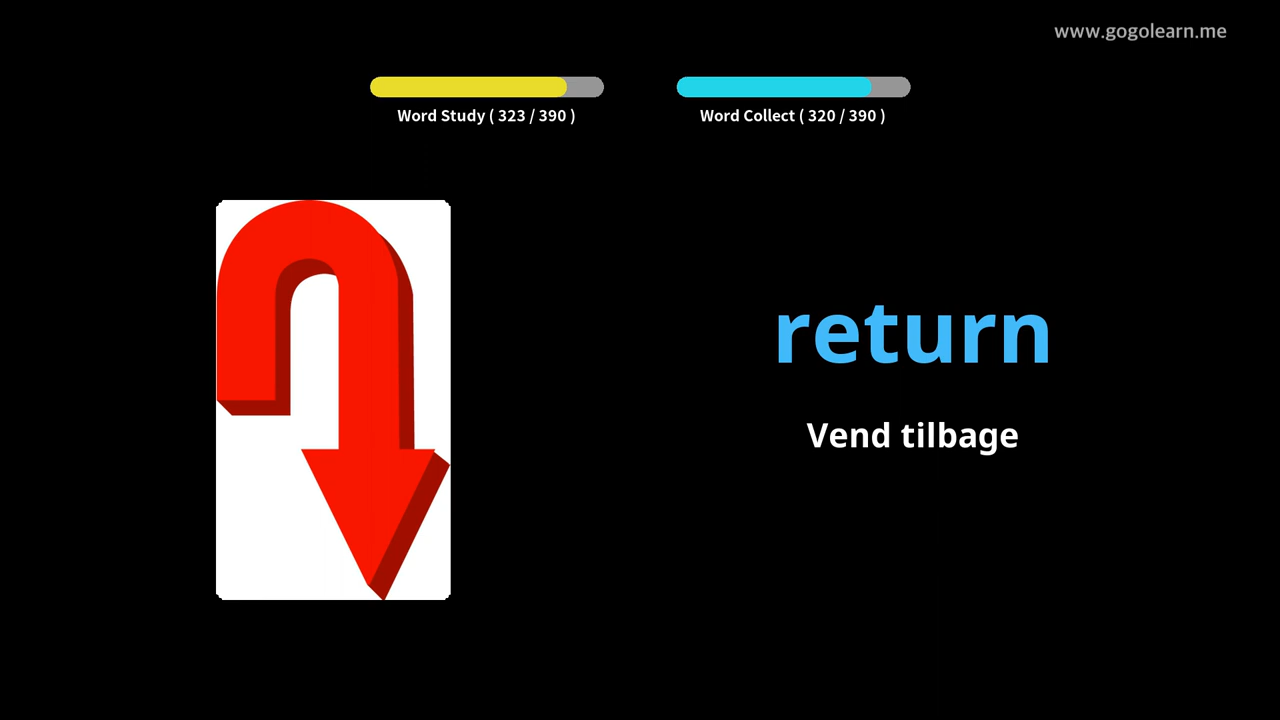 www.gogolearn.me
Word Study ( 323 / 390 )
Word Collect ( 320 / 390 )
return
Vend tilbage